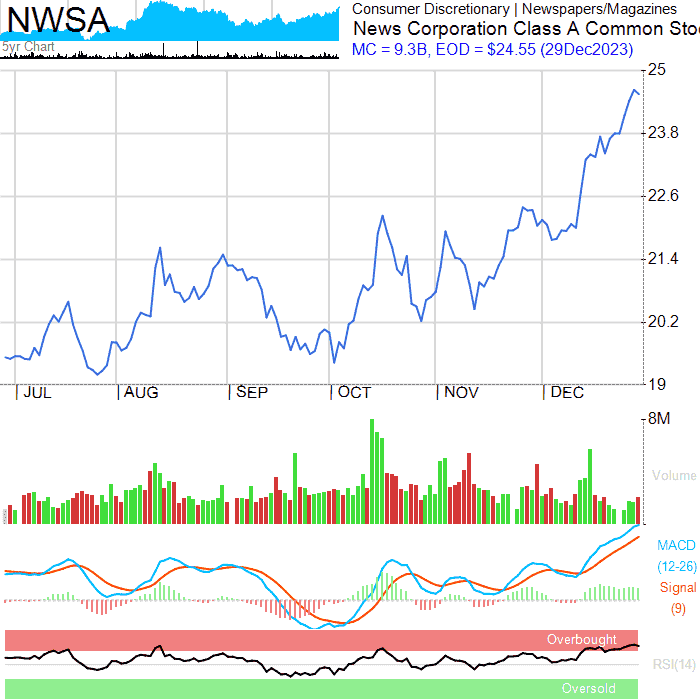 NWSA
5yr Chart
Consumer Discretionary | Newspapers/Magazines
News Corporation Class A Common Sto
MC = 9.3B, EOD = $24.55 (29Dec2023)
25
23.8
22.6
21.4
20.2
19
JUL AUG SEP OCT NOV DEC
8M
Volume
MACD
(12-26)
Signal
(9)
Overbought
RSI(14)
Oversold